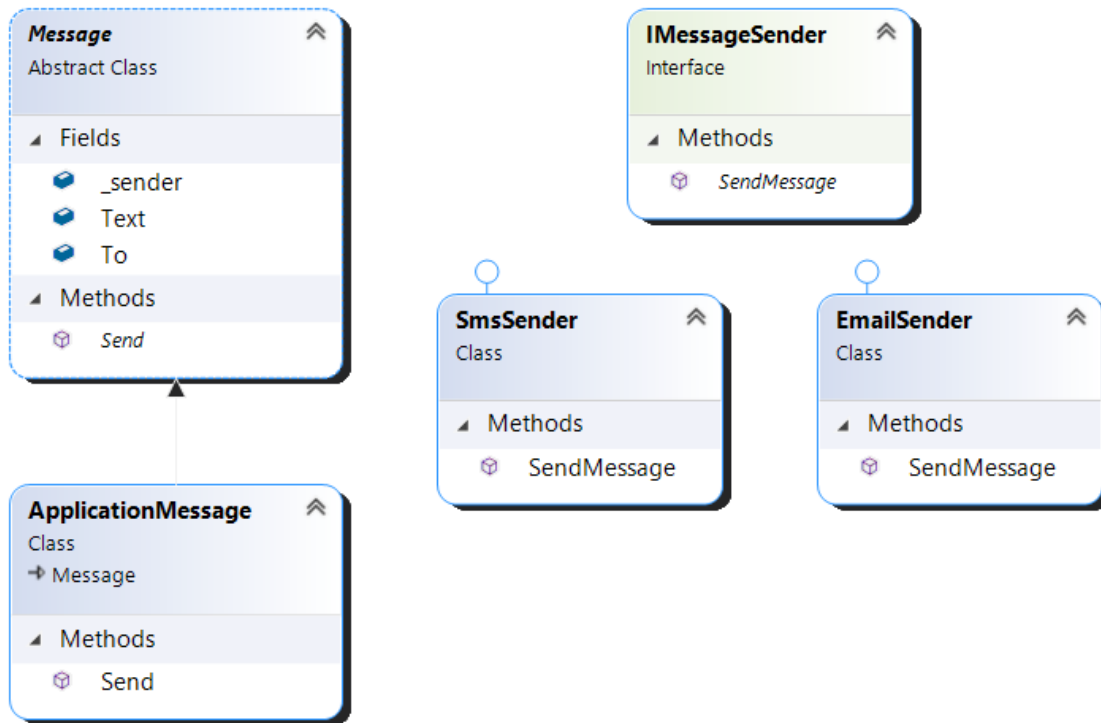 Message
Abstract Class
Fields
_sender
Text
To
Methods
Send
IMessageSender
Interface
Methods
SendMessage
SmsSender
Class
Methods
SendMessage
EmailSender
Class
Methods
SendMessage
ApplicationMessage
Class
Message
Methods
Send